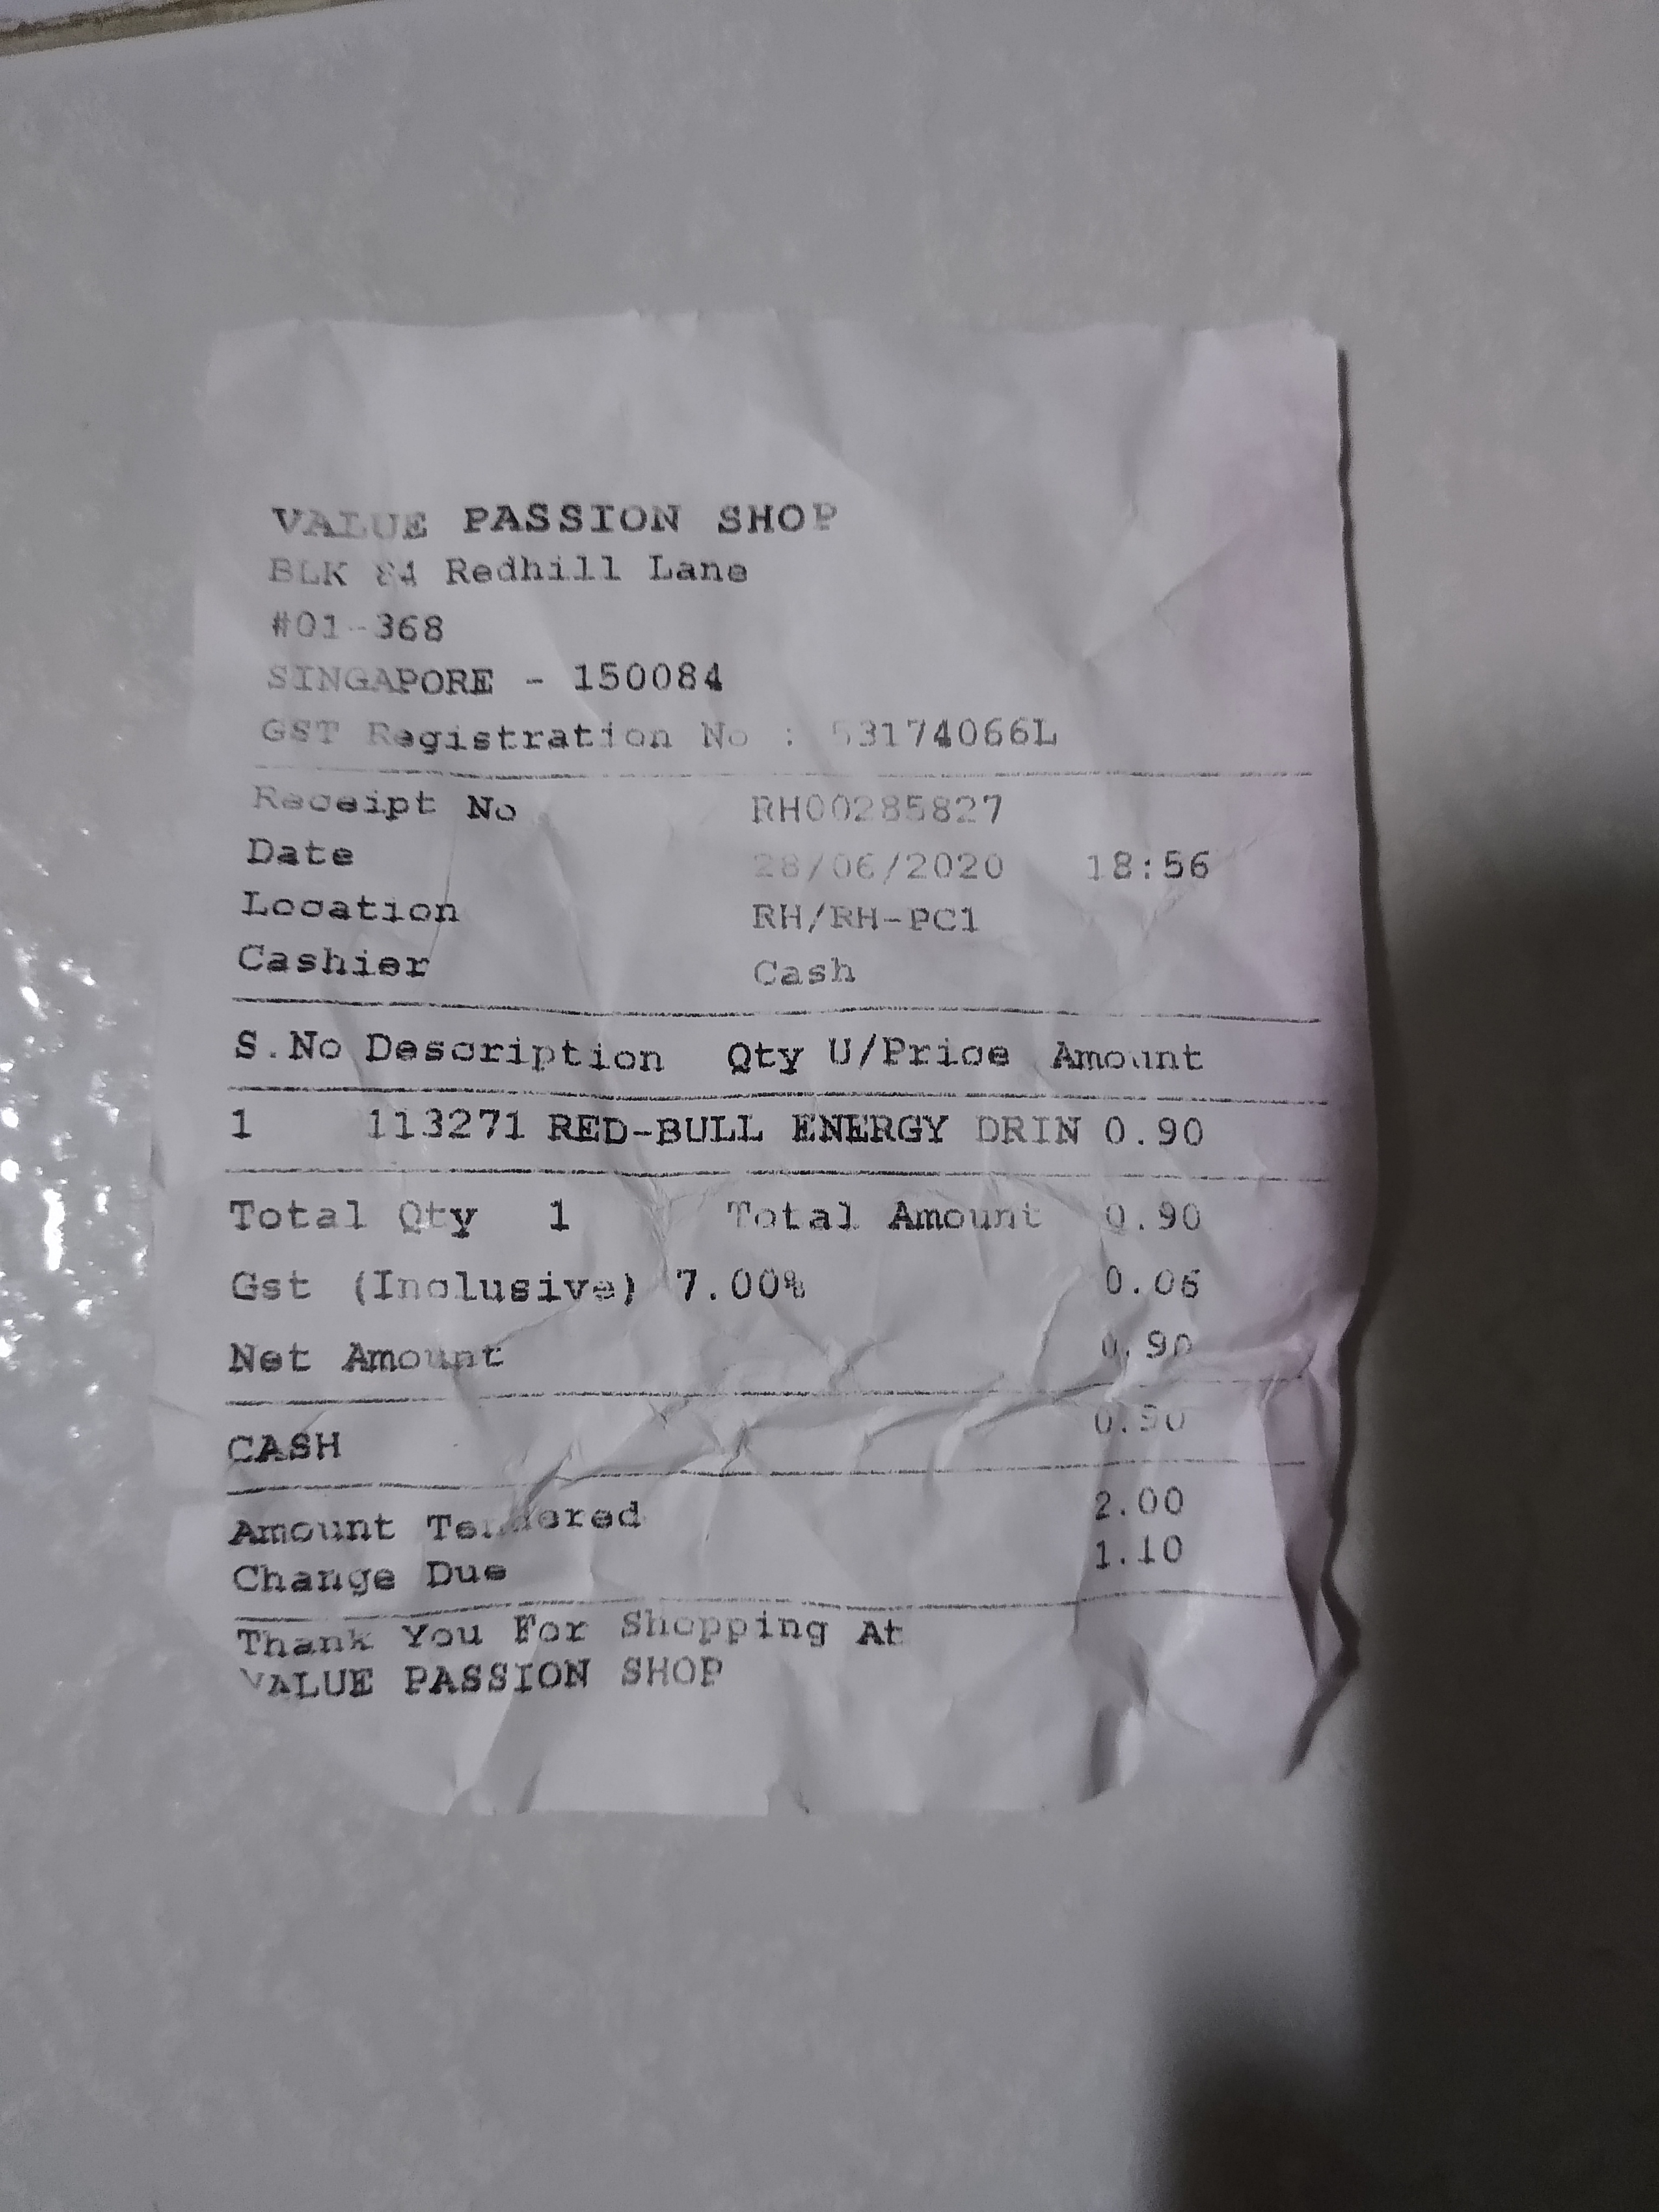 VALUE PASSION SHOP
BLK 84 Redhill Lane
#01-368
SINGAPORE - 150084
GST Registration No : 53174066L
Receipt No RH00285827
Date 28/06/2020 18:56
Location RH/RH-PC1
Cashier Cash
S.No Description Qty U/Price Amount
1 113271 RED-BULL ENERGY DRIN 0.90
Total Qty 1 Total Amount 0.90
Gst (Inclusive) 7.00% 0.06
Net Amount 0.90
CASH 0.90
Amount Tendered 2.00
Change Due 1.10
Thank You For Shopping At
VALUE PASSION SHOP